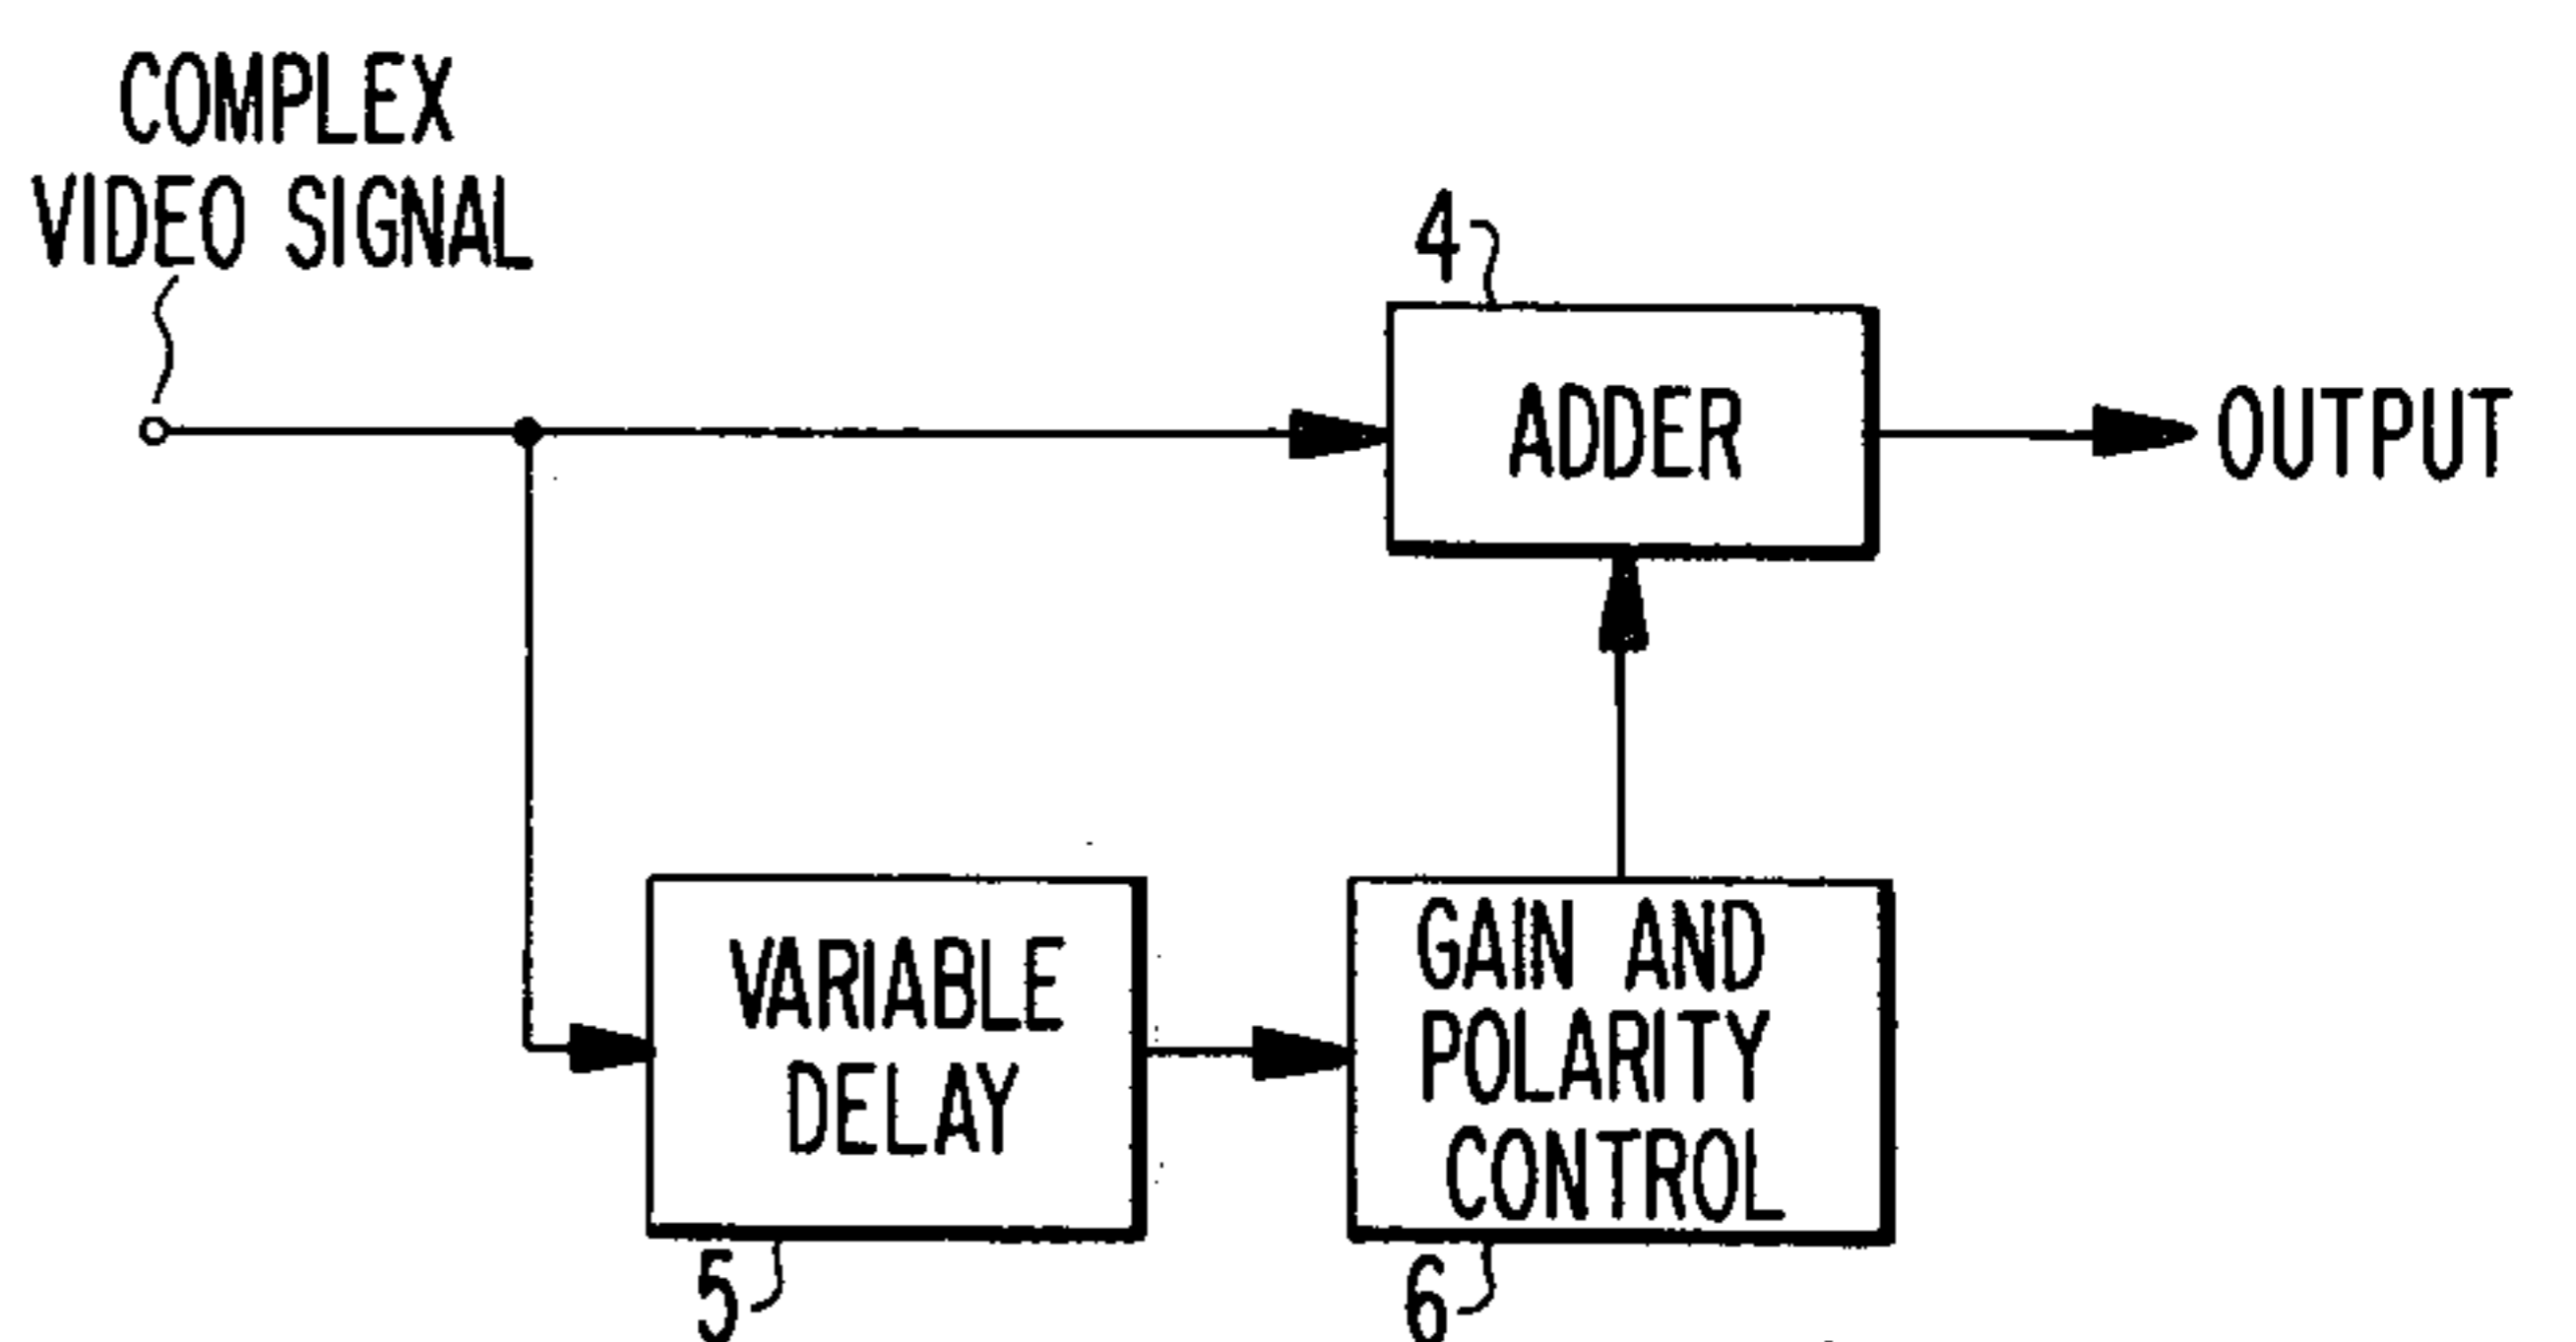 COMPLEX
VIDEO SIGNAL
4
ADDER
OUTPUT
VARIABLE
DELAY
5
GAIN AND
POLARITY
CONTROL
6